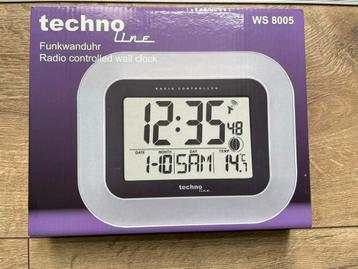 techno
line
WS 8005
Funkwanduhr
Radio controlled wall clock
RADIO CONTROLLED
12:35 48
DATE MONTH DAY TEMP
1-10 SAM 14.7°C
techno
line